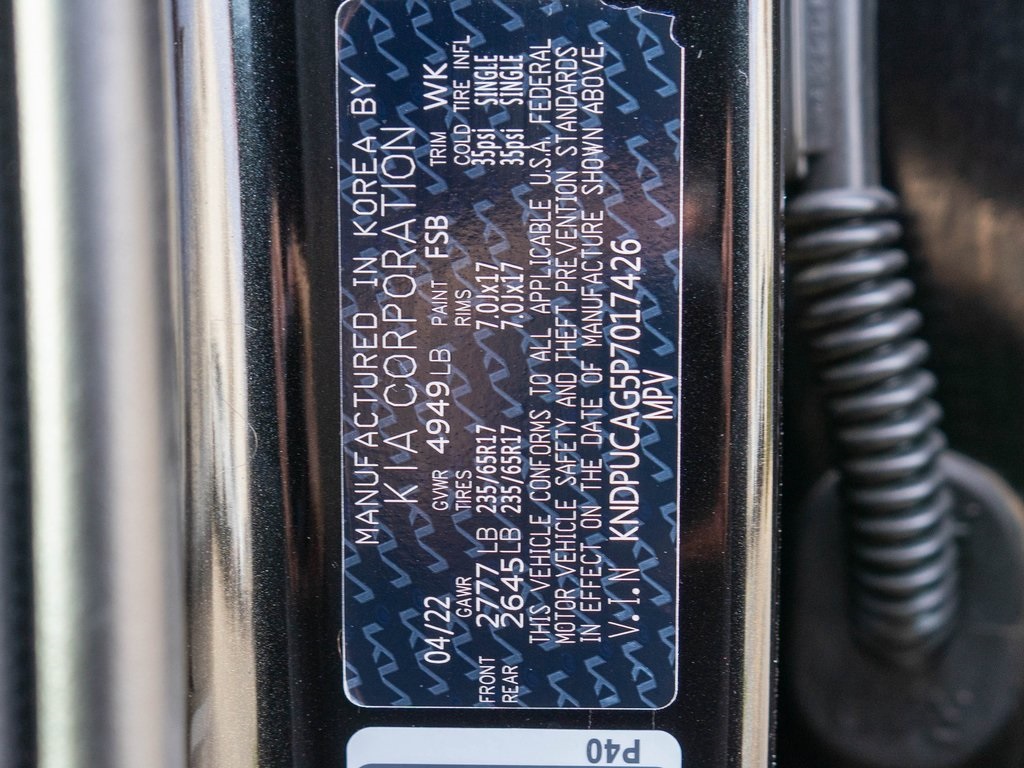 MANUFACTURED IN KOREA BY
KIA CORPORATION
04/22 GVWR 4949LB PAINT FSB TRIM WK
GAWR TIRES RIMS COLD TIRE INFL
FRONT 2777LB 235/65R17 7.0Jx17 35psi SINGLE
REAR 2645LB 235/65R17 7.0Jx17 35psi SINGLE
THIS VEHICLE CONFORMS TO ALL APPLICABLE U.S.A. FEDERAL
MOTOR VEHICLE SAFETY AND THEFT PREVENTION STANDARDS
IN EFFECT ON THE DATE OF MANUFACTURE SHOWN ABOVE.
V.I.N KNDPUCAG5P7017426
MPV
P40